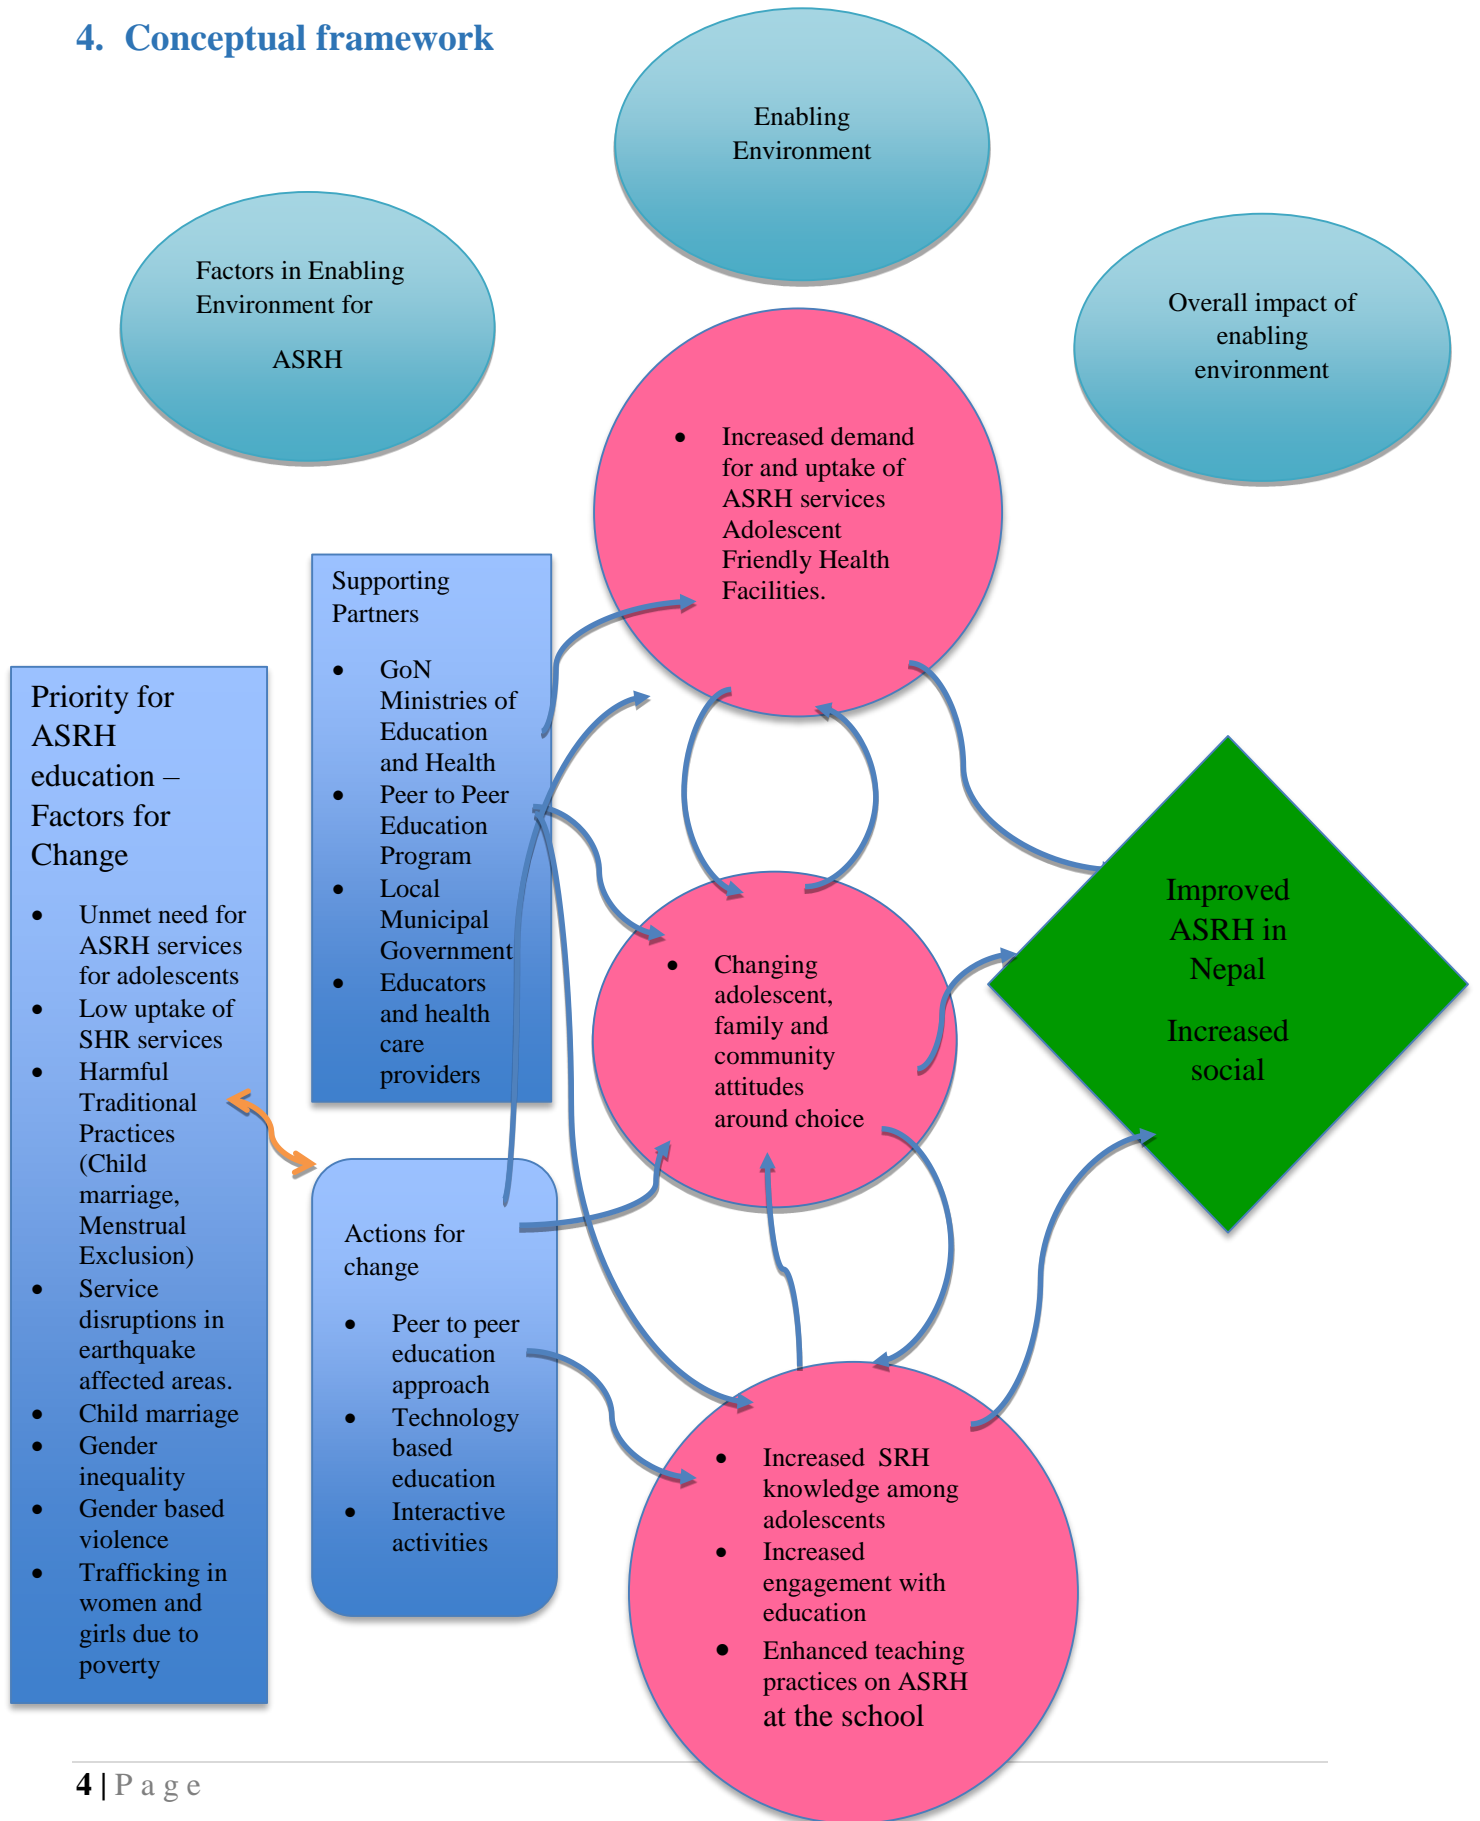 4. Conceptual framework
Enabling
Environment
Factors in Enabling
Environment for
ASRH
Overall impact of
enabling
environment
• Increased demand
for and uptake of
ASRH services
Adolescent
Friendly Health
Facilities.
Supporting
Partners
• GoN
Ministries of
Education
and Health
• Peer to Peer
Education
Program
• Local
Municipal
Government
• Educators
and health
care
providers
Priority for
ASRH
education –
Factors for
Change
• Unmet need for
ASRH services
for adolescents
• Low uptake of
SHR services
• Harmful
Traditional
Practices
(Child
marriage,
Menstrual
Exclusion)
• Service
disruptions in
earthquake
affected areas.
• Child marriage
• Gender
inequality
• Gender based
violence
• Trafficking in
women and
girls due to
poverty
Actions for
change
• Peer to peer
education
approach
• Technology
based
education
• Interactive
activities
• Changing
adolescent,
family and
community
attitudes
around choice
Improved
ASRH in
Nepal
Increased
social
• Increased SRH
knowledge among
adolescents
• Increased
engagement with
education
• Enhanced teaching
practices on ASRH
at the school
4 | P a g e